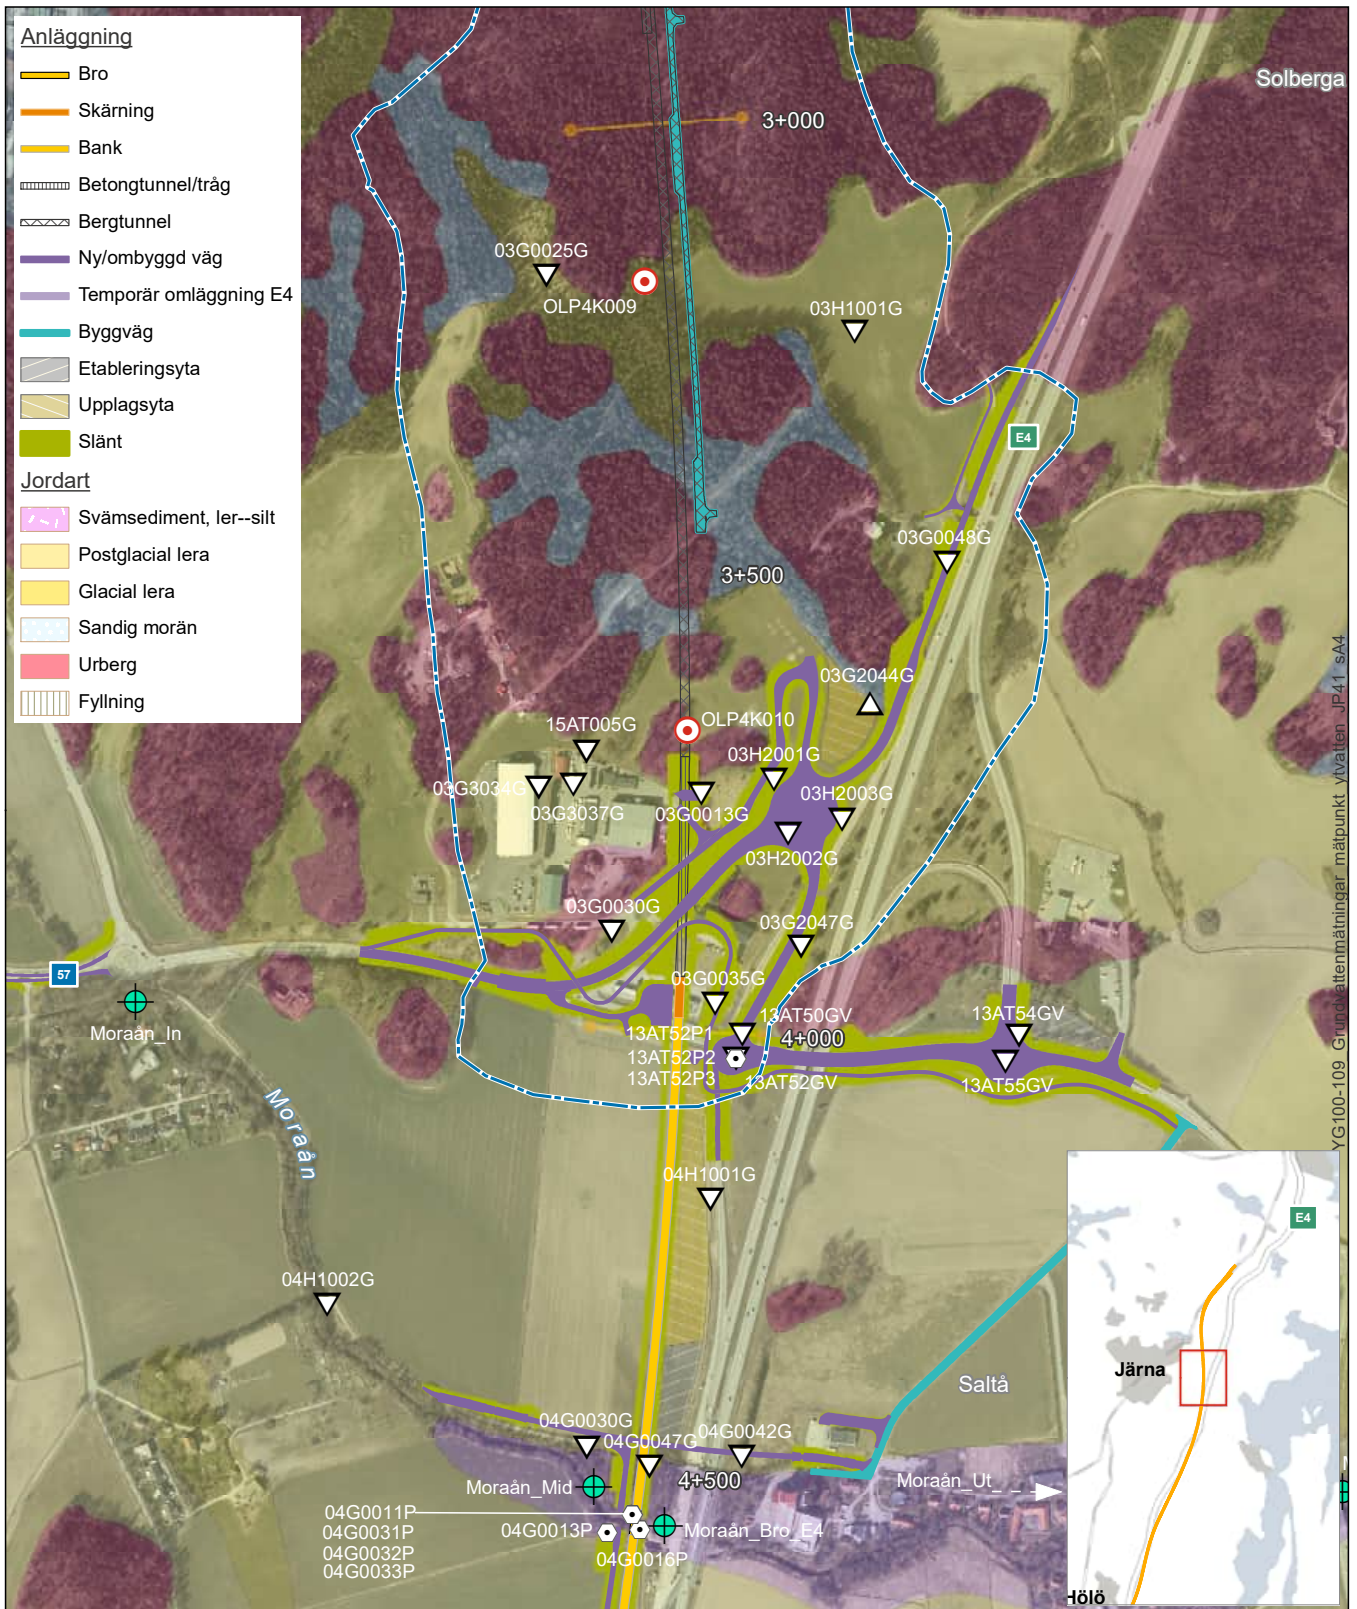 Anläggning
Bro
Skärning
Bank
Betongtunnel/tråg
Bergtunnel
Ny/ombyggd väg
Temporär omläggning E4
Byggväg
Etableringsyta
Upplagsyta
Slänt
Jordart
Svämsediment, ler--silt
Postglacial lera
Glacial lera
Sandig morän
Urberg
Fyllning
Solberga
3+000
03G0025G
OLP4K009
03H1001G
E4
03G0048G
3+500
03G2044G
15AT005G
OLP4K010
03H2001G
03G3034G
03G3037G
03G0013G
03H2003G
03H2002G
03G0030G
03G2047G
57
03G0035G
Moraån_In
13AT52P1
13AT50GV
13AT54GV
4+000
13AT52P2
13AT52P3
13AT52GV
13AT55GV
Moraån
04H1001G
04H1002G
Saltå
04G0030G
04G0047G
04G0042G
4+500
Moraån_Mid
Moraån_Ut
04G0011P
04G0031P
04G0032P
04G0033P
04G0013P
Moraån_Bro_E4
04G0016P
E4
Järna
Hölö
YG100-109 Grundvattenmätningar mätpunkt ytvatten JP41 sA4